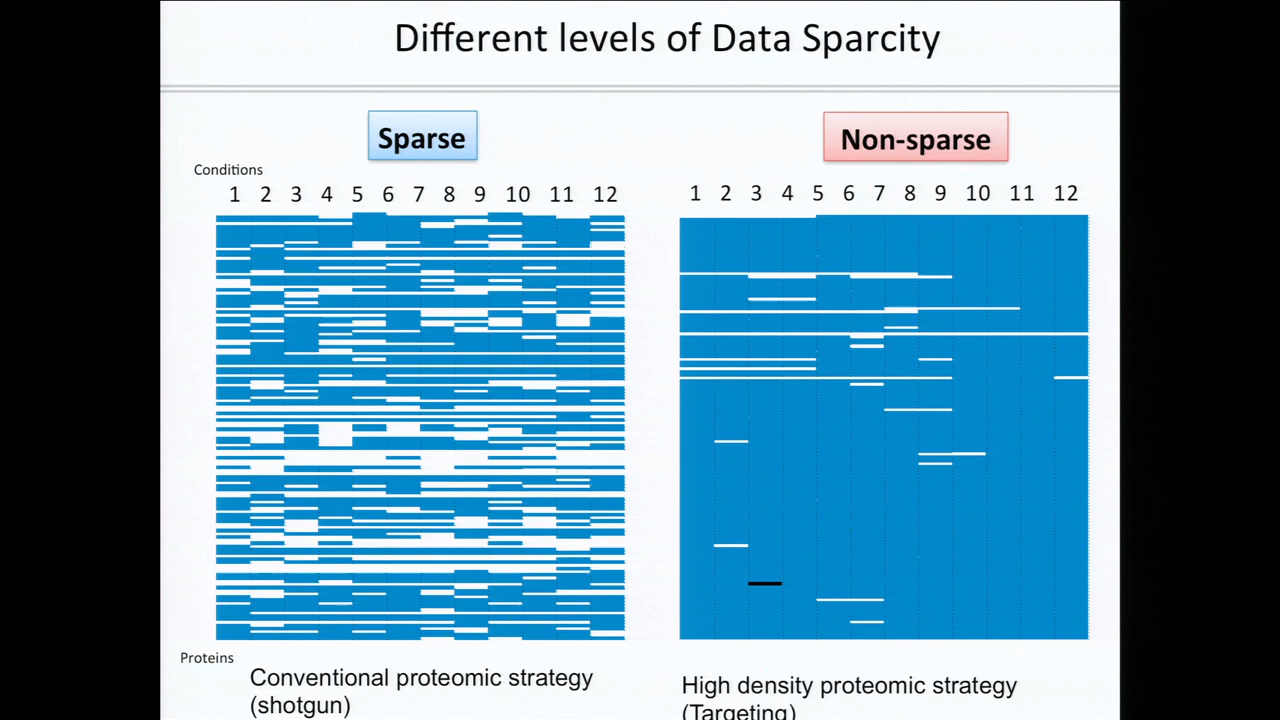 Different levels of Data Sparcity
Sparse
Non-sparse
Conditions
1 2 3 4 5 6 7 8 9 10 11 12
1 2 3 4 5 6 7 8 9 10 11 12
Proteins
Conventional proteomic strategy
(shotgun)
High density proteomic strategy
(Targeting)